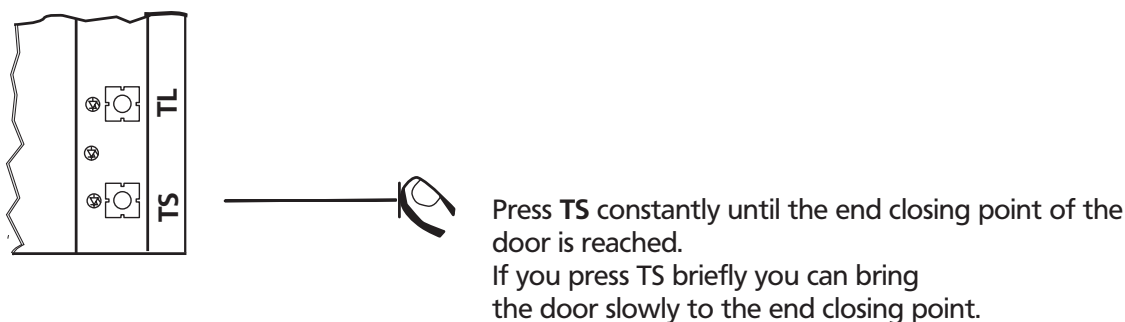 TL
TS
Press TS constantly until the end closing point of the
door is reached.
If you press TS briefly you can bring
the door slowly to the end closing point.